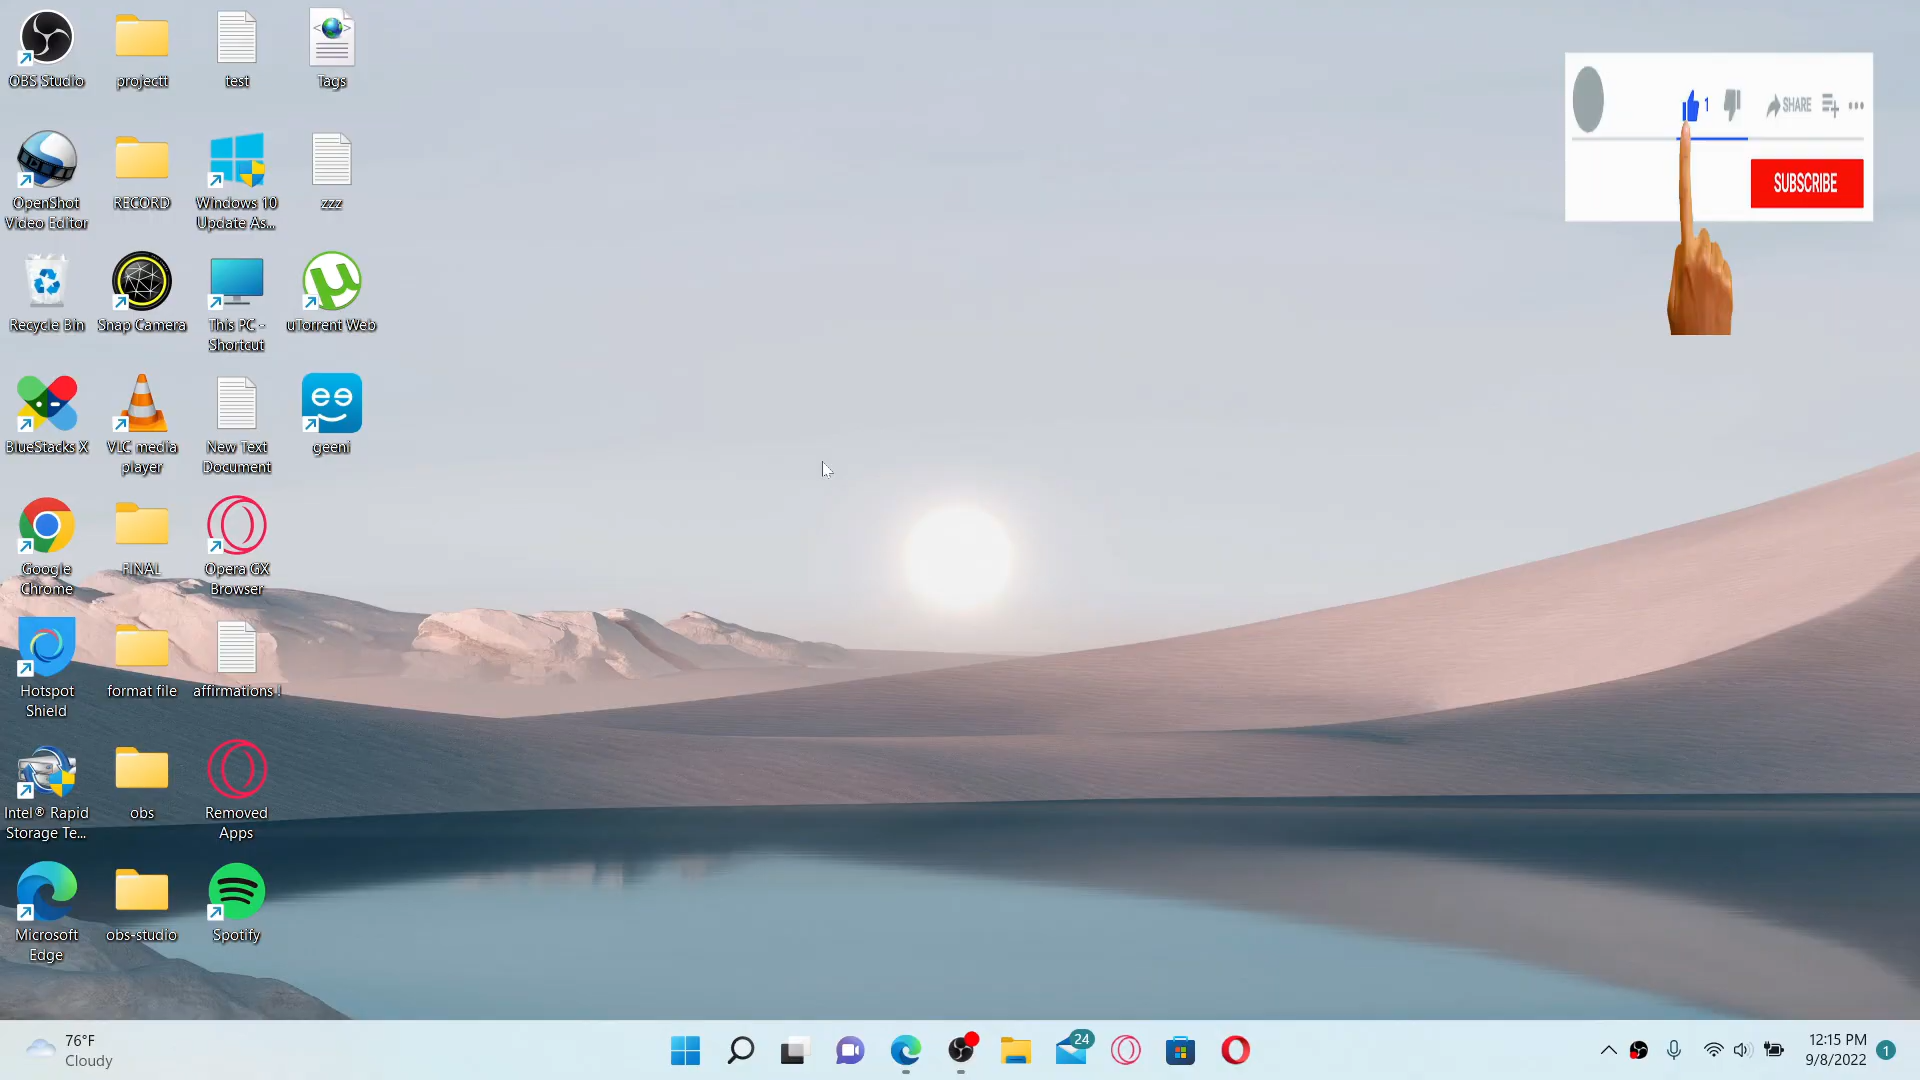 OBS Studio
projectt
test
Tags
OpenShot
Video Editor
RECORD
Windows 10
Update As...
zzz
Recycle Bin
Snap Camera
This PC -
Shortcut
uTorrent Web
BlueStacks X
VLC media
player
New Text
Document
geeni
Google
Chrome
FINAL
Opera GX
Browser
Hotspot
Shield
format file
affirmations !
Intel® Rapid
Storage Te...
obs
Removed
Apps
Microsoft
Edge
obs-studio
Spotify
1
SHARE
SUBSCRIBE
76°F
Cloudy
24
12:15 PM
9/8/2022
1